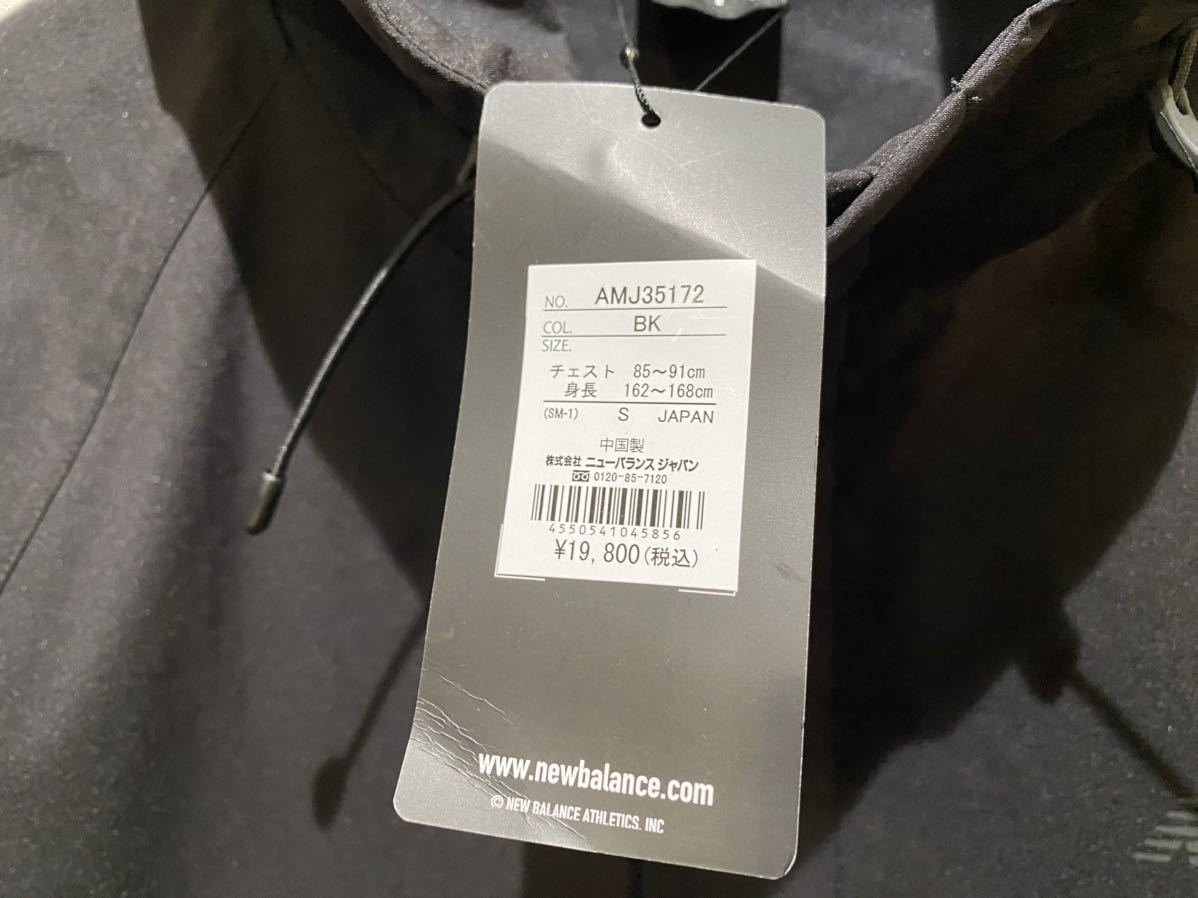 NO. AMJ35172
COL. BK
SIZE.
チェスト 85～91cm
身長 162～168cm
(SM-1) S JAPAN
中国製
株式会社 ニューバランス ジャパン
0120-85-7120
4550541045856
¥19,800(税込)
www.newbalance.com
© NEW BALANCE ATHLETICS, INC